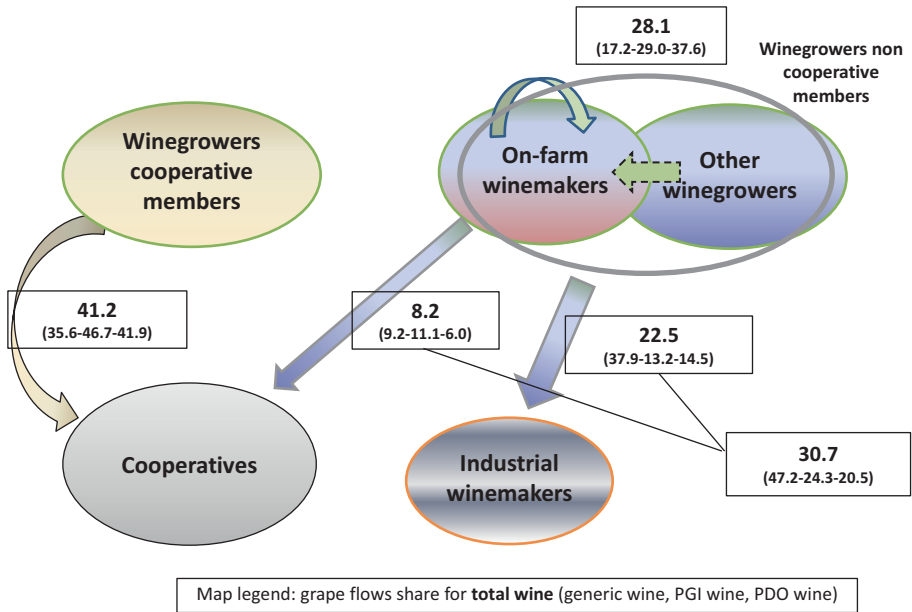 28.1
(17.2-29.0-37.6)
Winegrowers non
cooperative
members
Winegrowers
cooperative
members
On-farm
winemakers
Other
winegrowers
41.2
(35.6-46.7-41.9)
8.2
(9.2-11.1-6.0)
22.5
(37.9-13.2-14.5)
Cooperatives
Industrial
winemakers
30.7
(47.2-24.3-20.5)
Map legend: grape flows share for total wine (generic wine, PGI wine, PDO wine)